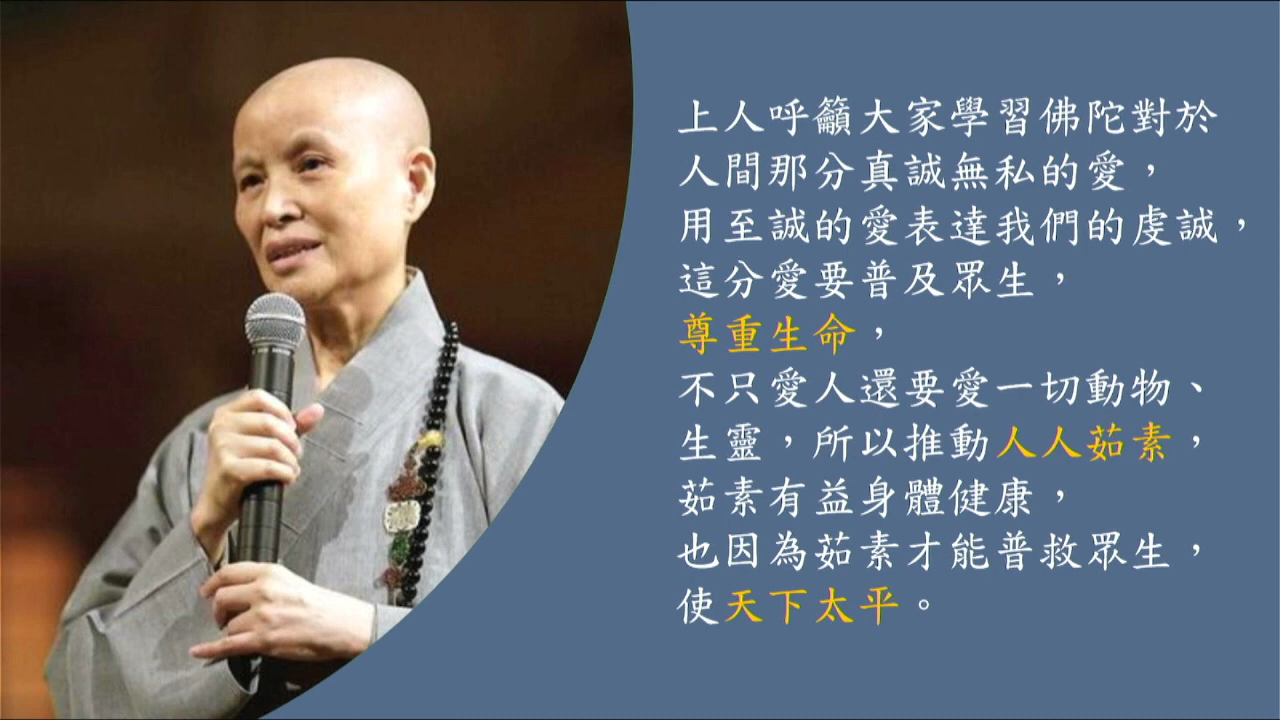 上人呼籲大家學習佛陀對於
人間那分真誠無私的愛，
用至誠的愛表達我們的虔誠，
這分愛要普及眾生，
尊重生命，
不只愛人還要愛一切動物、
生靈，所以推動人人茹素，
茹素有益身體健康，
也因為茹素才能普救眾生，
使天下太平。